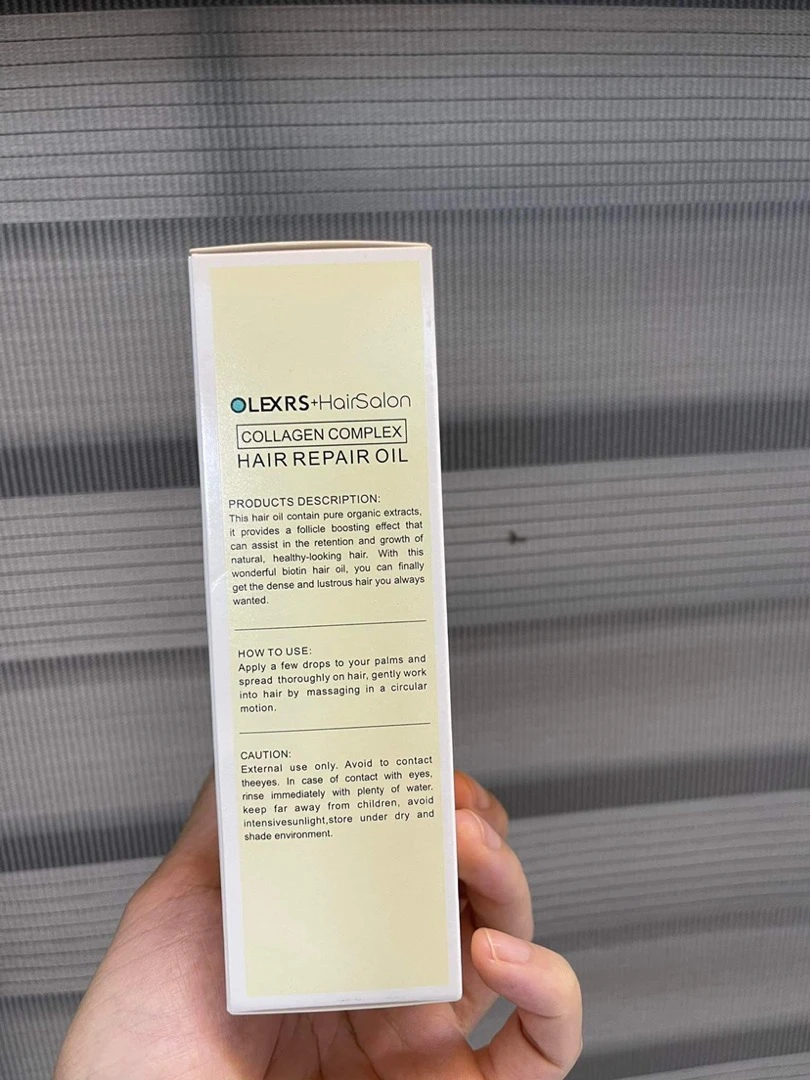 OLEXRS+HairSalon
COLLAGEN COMPLEX
HAIR REPAIR OIL
PRODUCTS DESCRIPTION:
This hair oil contain pure organic extracts,
it provides a follicle boosting effect that
can assist in the retention and growth of
natural, healthy-looking hair. With this
wonderful biotin hair oil, you can finally
get the dense and lustrous hair you always
wanted.
HOW TO USE:
Apply a few drops to your palms and
spread thoroughly on hair, gently work
into hair by massaging in a circular
motion.
CAUTION:
External use only. Avoid to contact
theeyes. In case of contact with eyes,
rinse immediately with plenty of water.
keep far away from children, avoid
intensivesunlight,store under dry and
shade environment.